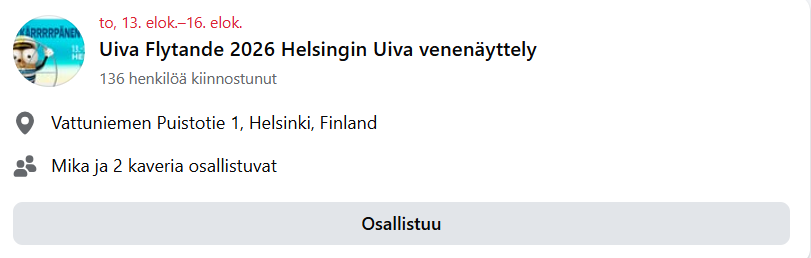 KÄRRRRPÄNEN
to, 13. elok.–16. elok.
Uiva Flytande 2026 Helsingin Uiva venenäyttely
136 henkilöä kiinnostunut
Vattuniemen Puistotie 1, Helsinki, Finland
Mika ja 2 kaveria osallistuvat
Osallistuu